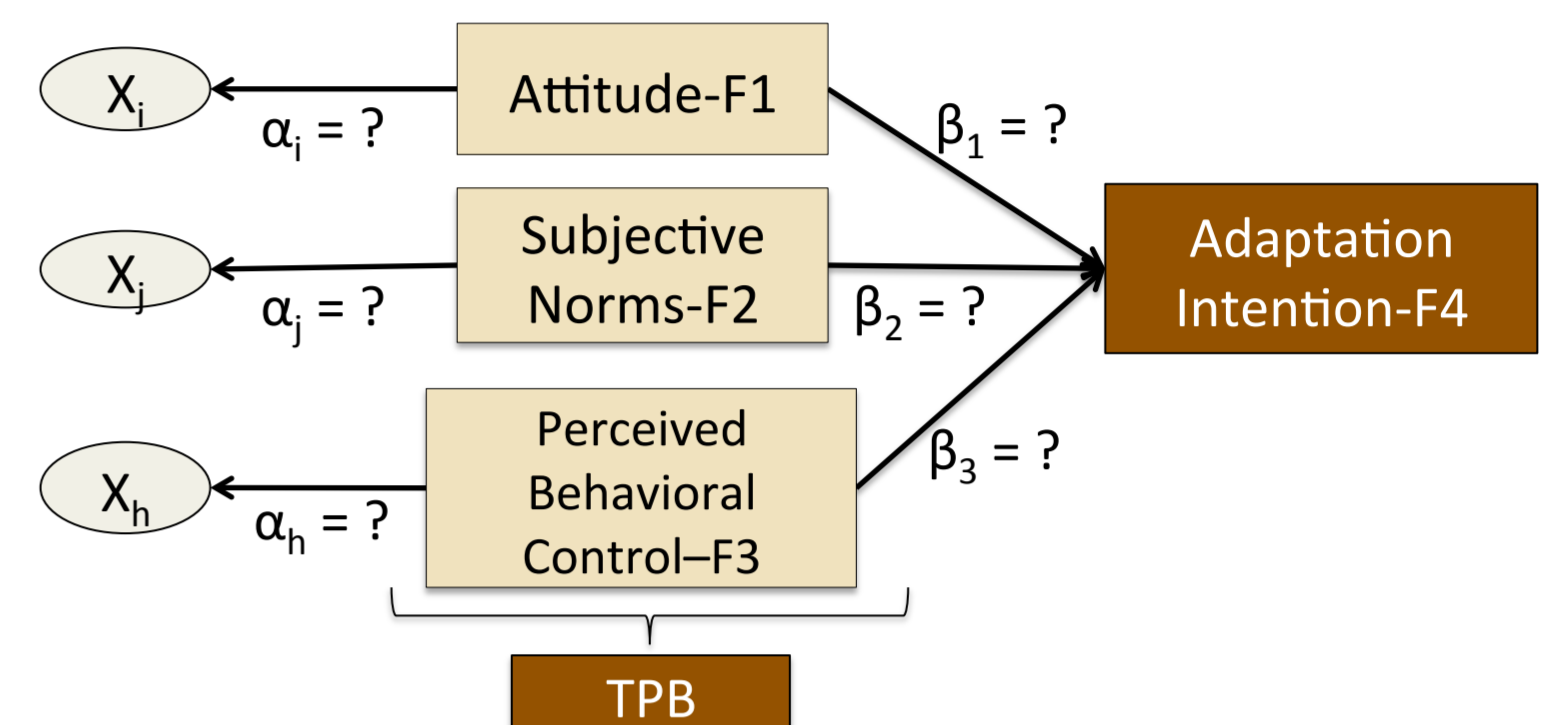 Xi
αi = ?
Attitude-F1
β1 = ?
Xj
αj = ?
Subjective
Norms-F2
β2 = ?
Adaptation
Intention-F4
Xh
αh = ?
Perceived
Behavioral
Control–F3
β3 = ?
TPB